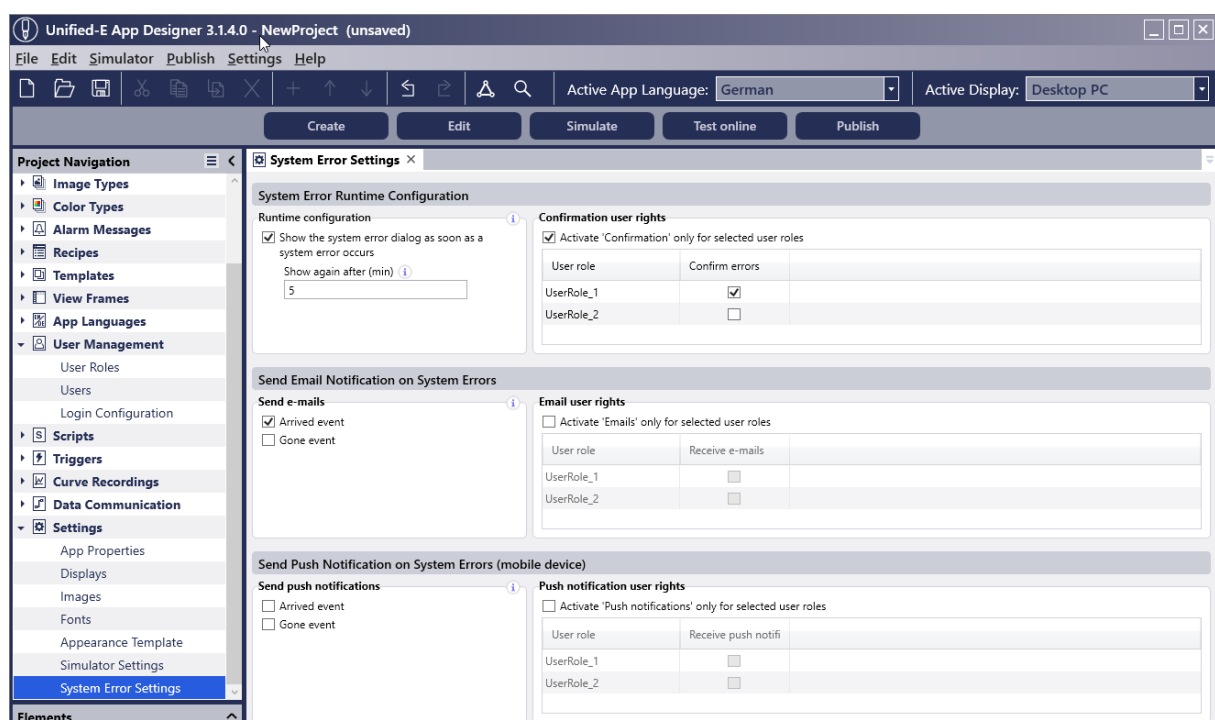 Unified-E App Designer 3.1.4.0 - NewProject (unsaved)
File Edit Simulator Publish Settings Help
Active App Language: German Active Display: Desktop PC
Create Edit Simulate Test online Publish
Project Navigation
Image Types
Color Types
Alarm Messages
Recipes
Templates
View Frames
App Languages
User Management
User Roles
Users
Login Configuration
Scripts
Triggers
Curve Recordings
Data Communication
Settings
App Properties
Displays
Images
Fonts
Appearance Template
Simulator Settings
System Error Settings
Elements
System Error Settings
System Error Runtime Configuration
Runtime configuration
Show the system error dialog as soon as a
system error occurs
Show again after (min)
5
Confirmation user rights
Activate 'Confirmation' only for selected user roles
User role Confirm errors
UserRole_1
UserRole_2
Send Email Notification on System Errors
Send e-mails
Arrived event
Gone event
Email user rights
Activate 'Emails' only for selected user roles
User role Receive e-mails
UserRole_1
UserRole_2
Send Push Notification on System Errors (mobile device)
Send push notifications
Arrived event
Gone event
Push notification user rights
Activate 'Push notifications' only for selected user roles
User role Receive push notifi
UserRole_1
UserRole_2